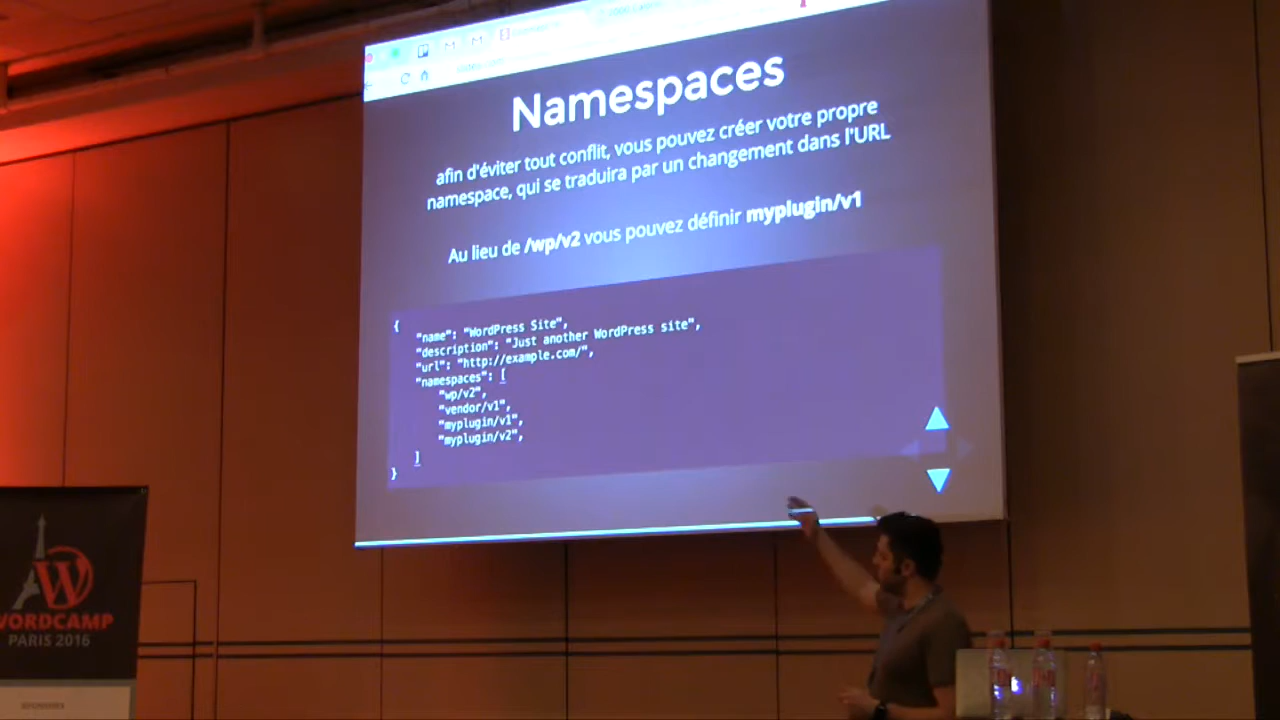 Namespaces
afin d'éviter tout conflit, vous pouvez créer votre propre
namespace, qui se traduira par un changement dans l'URL
Au lieu de /wp/v2 vous pouvez définir myplugin/v1
{
"name": "WordPress Site",
"description": "Just another WordPress site",
"url": "http://example.com/",
"namespaces": [
"wp/v2",
"vendor/v1",
"myplugin/v1",
"myplugin/v2",
]
}
WORDCAMP
PARIS 2016